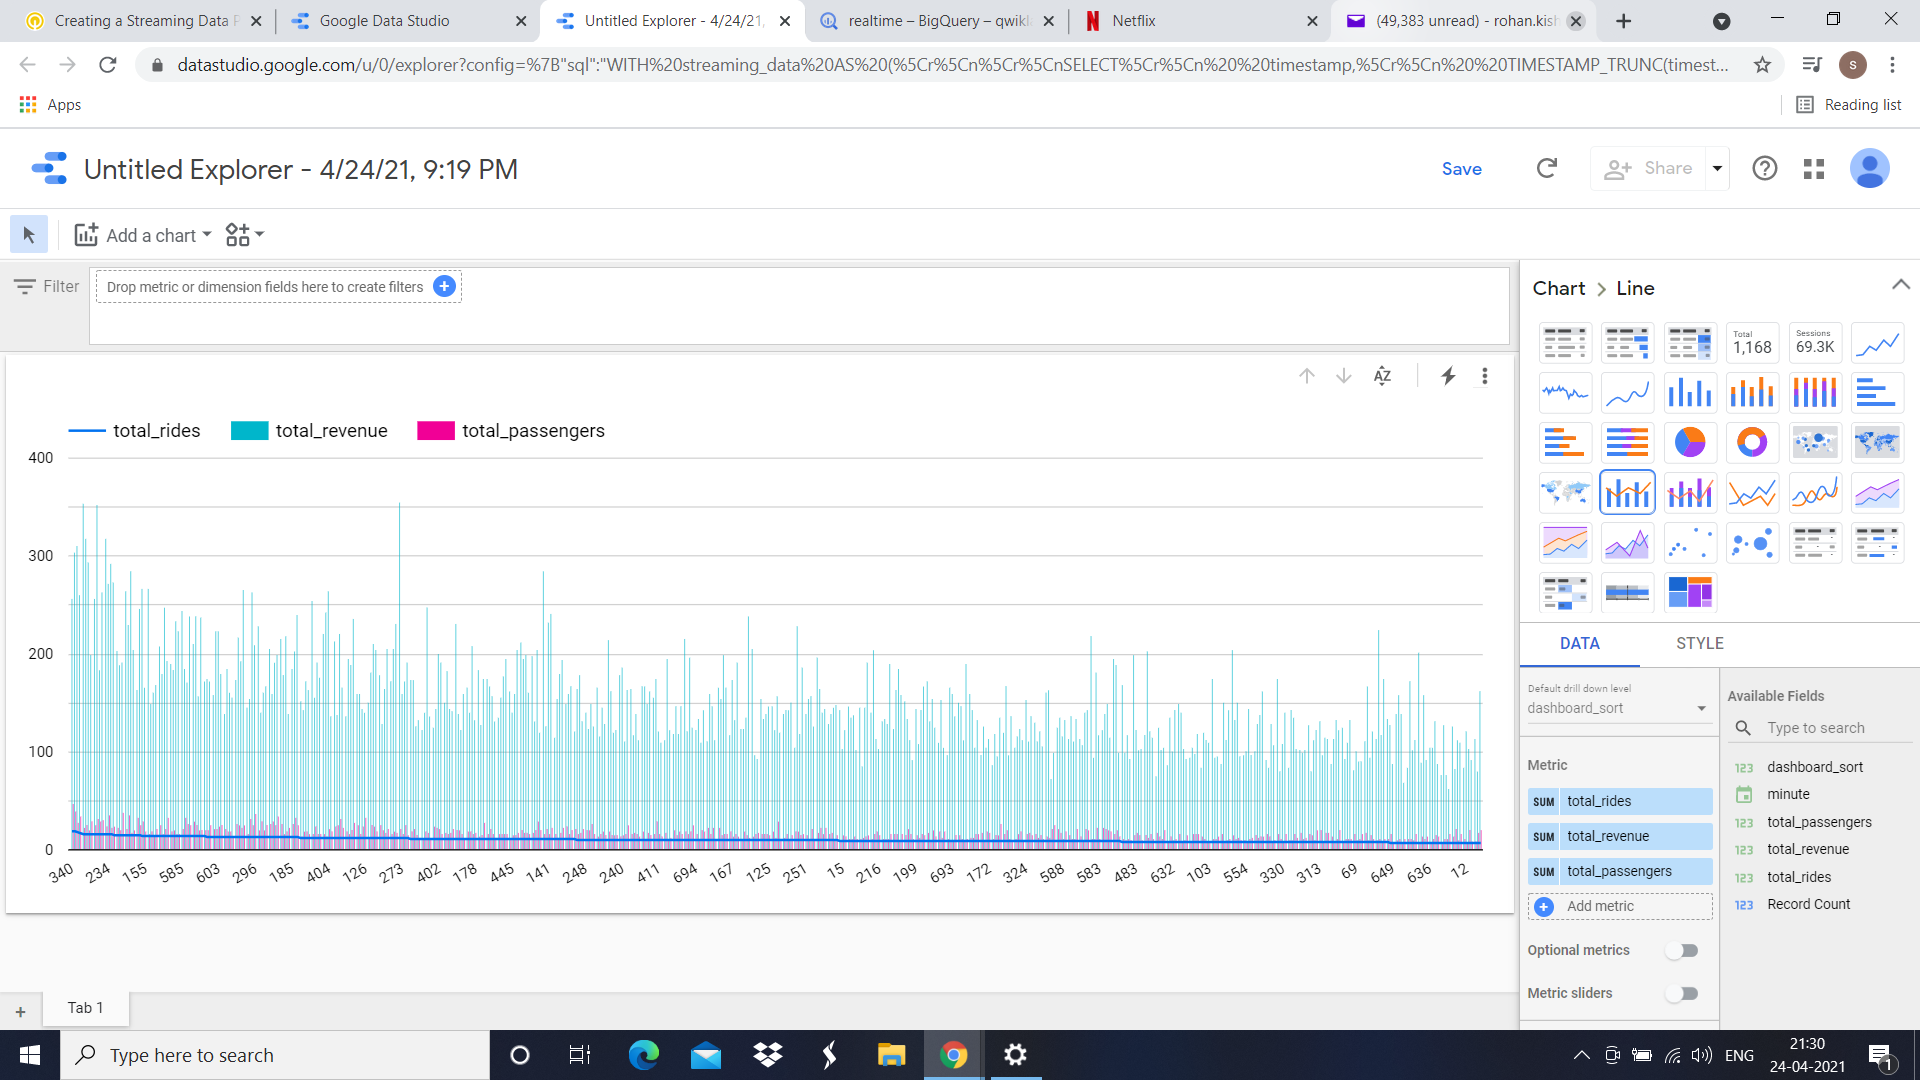 Creating a Streaming Data P
Google Data Studio
Untitled Explorer - 4/24/21,
realtime – BigQuery – qwikl
Netflix
(49,383 unread) - rohan.kish
datastudio.google.com/u/0/explorer?config=%7B"sql":"WITH%20streaming_data%20AS%20(%5Cr%5Cn%5Cr%5CnSELECT%5Cr%5Cn%20%20timestamp,%5Cr%5Cn%20%20TIMESTAMP_TRUNC(timest...
S
Apps
Reading list
Untitled Explorer - 4/24/21, 9:19 PM
Save
Share
Add a chart
Filter
Drop metric or dimension fields here to create filters
Chart > Line
Total
1,168
Sessions
69.3K
AZ
total_rides
total_revenue
total_passengers
400
300
200
100
0
340 234 155 585 603 296 185 404 126 273 402 178 445 141 248 240 411 694 167 125 251 15 216 199 693 172 324 588 583 483 632 103 554 330 313 69 649 636 12
DATA
STYLE
Default drill down level
dashboard_sort
Metric
SUM total_rides
SUM total_revenue
SUM total_passengers
Add metric
Optional metrics
Metric sliders
Available Fields
Type to search
123 dashboard_sort
minute
123 total_passengers
123 total_revenue
123 total_rides
123 Record Count
Tab 1
Type here to search
ENG
21:30
24-04-2021
1